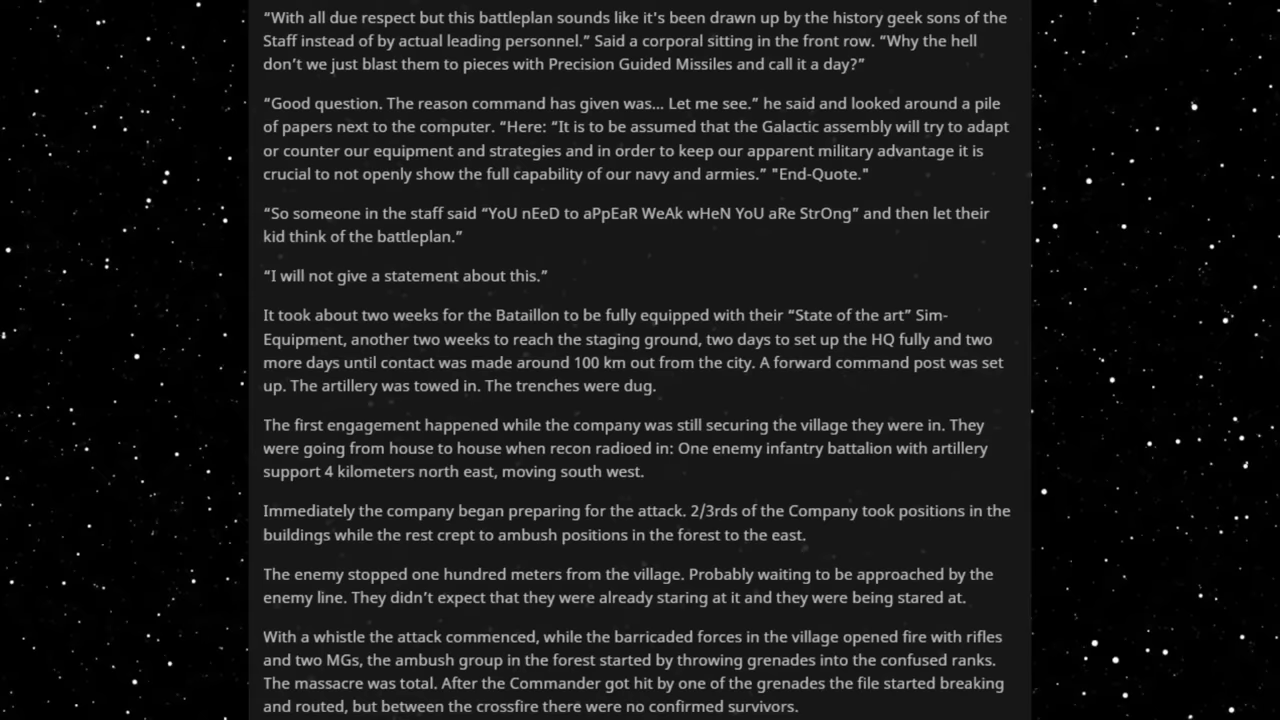 “With all due respect but this battleplan sounds like it's been drawn up by the history geek sons of the
Staff instead of by actual leading personnel.” Said a corporal sitting in the front row. “Why the hell
don’t we just blast them to pieces with Precision Guided Missiles and call it a day?”
“Good question. The reason command has given was... Let me see.” he said and looked around a pile
of papers next to the computer. “Here: “It is to be assumed that the Galactic assembly will try to adapt
or counter our equipment and strategies and in order to keep our apparent military advantage it is
crucial to not openly show the full capability of our navy and armies.” "End-Quote."
“So someone in the staff said “YoU nEeD to aPpEaR WeAk wHeN YoU aRe StrOng” and then let their
kid think of the battleplan.”
“I will not give a statement about this.”
It took about two weeks for the Bataillon to be fully equipped with their “State of the art” Sim-
Equipment, another two weeks to reach the staging ground, two days to set up the HQ fully and two
more days until contact was made around 100 km out from the city. A forward command post was set
up. The artillery was towed in. The trenches were dug.
The first engagement happened while the company was still securing the village they were in. They
were going from house to house when recon radioed in: One enemy infantry battalion with artillery
support 4 kilometers north east, moving south west.
Immediately the company began preparing for the attack. 2/3rds of the Company took positions in the
buildings while the rest crept to ambush positions in the forest to the east.
The enemy stopped one hundred meters from the village. Probably waiting to be approached by the
enemy line. They didn’t expect that they were already staring at it and they were being stared at.
With a whistle the attack commenced, while the barricaded forces in the village opened fire with rifles
and two MGs, the ambush group in the forest started by throwing grenades into the confused ranks.
The massacre was total. After the Commander got hit by one of the grenades the file started breaking
and routed, but between the crossfire there were no confirmed survivors.